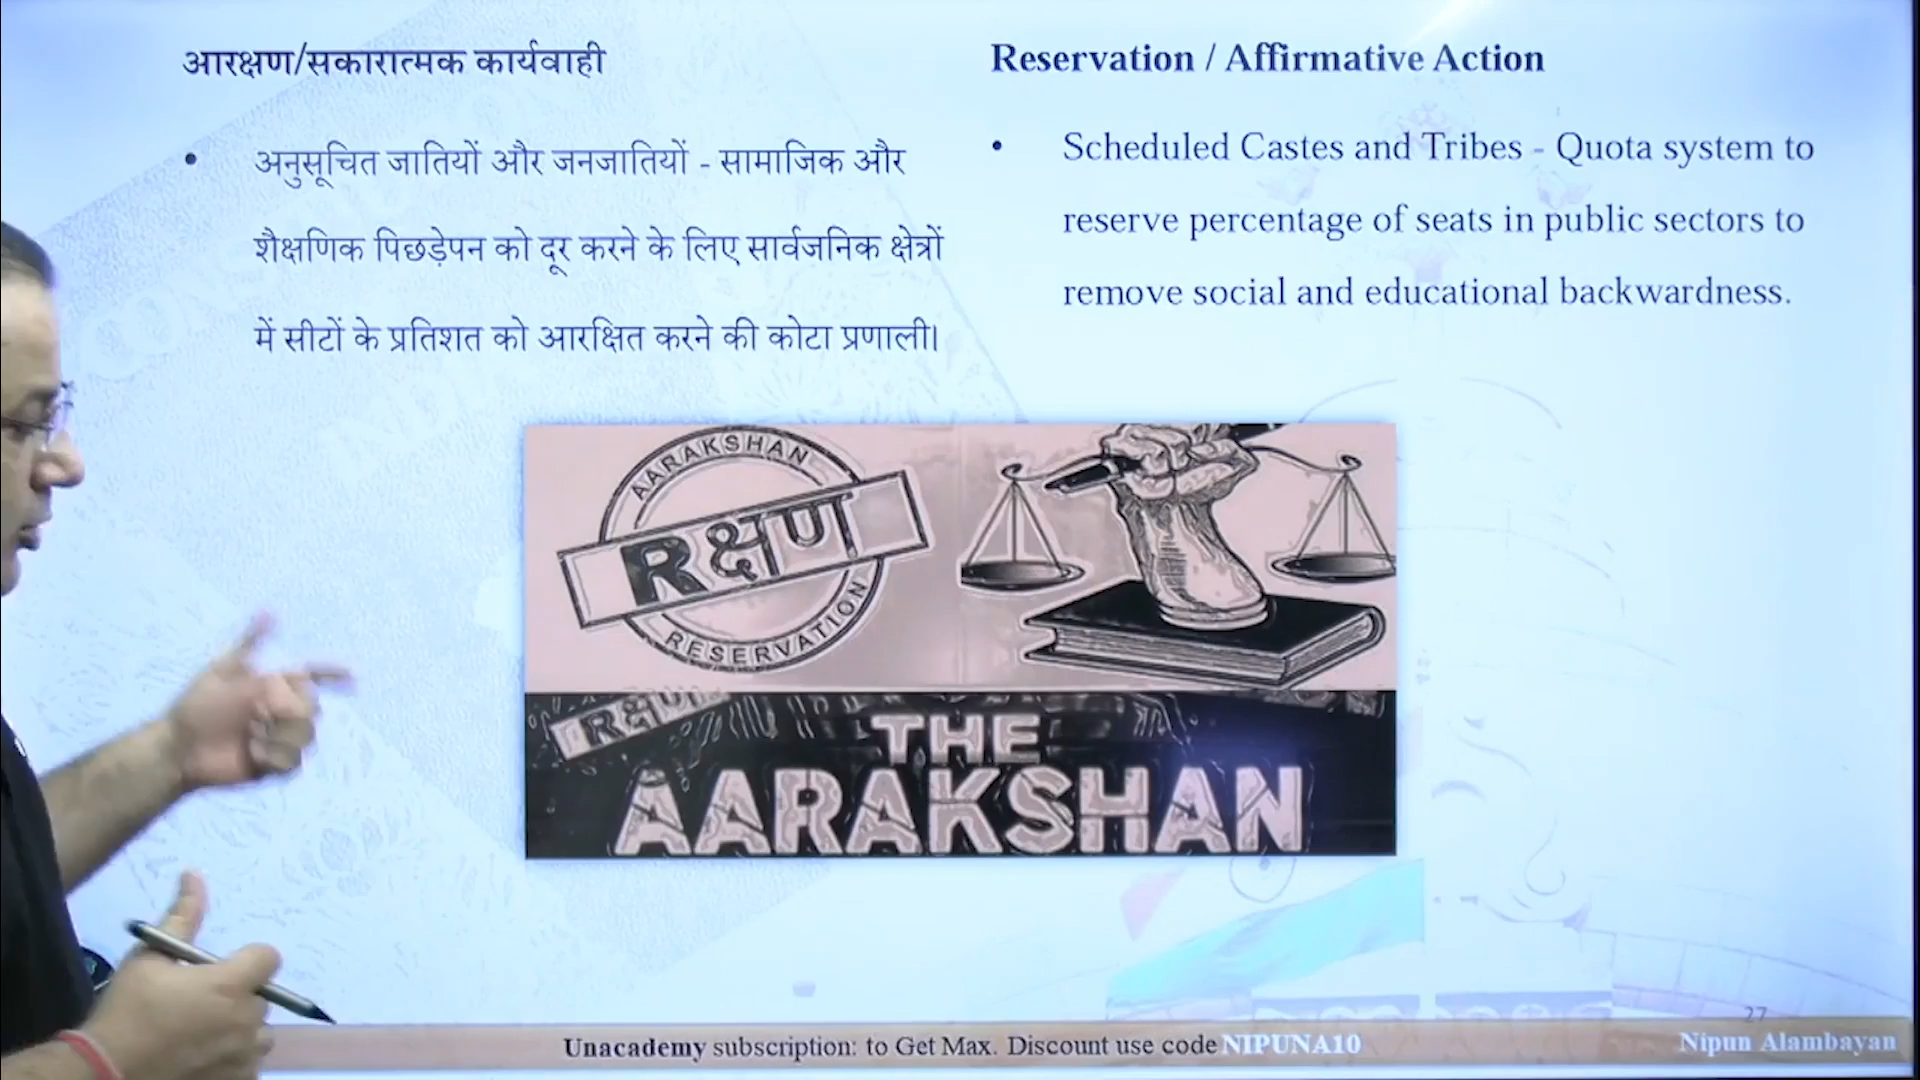 आरक्षण/सकारात्मक कार्यवाही
• अनुसूचित जातियों और जनजातियों - सामाजिक और
शैक्षणिक पिछड़ेपन को दूर करने के लिए सार्वजनिक क्षेत्रों
में सीटों के प्रतिशत को आरक्षित करने की कोटा प्रणाली।
Reservation / Affirmative Action
• Scheduled Castes and Tribes - Quota system to
reserve percentage of seats in public sectors to
remove social and educational backwardness.
AARAKSHAN
Rक्षण
RESERVATION
Rक्षण
THE
AARAKSHAN
27
Unacademy subscription: to Get Max. Discount use code NIPUNA10
Nipun Alambayan